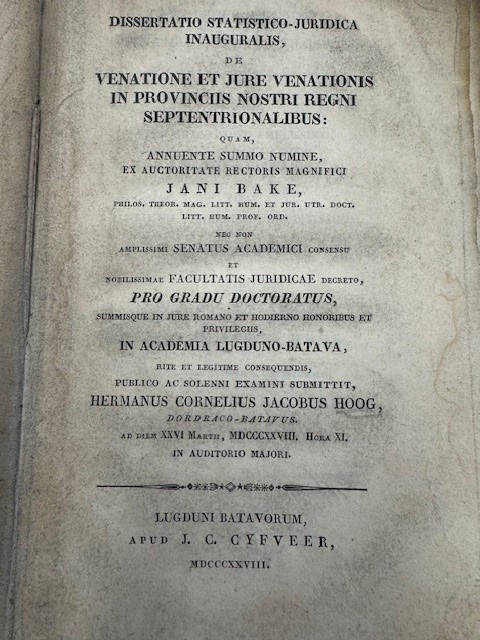 DISSERTATIO STATISTICO-JURIDICA
INAUGURALIS,
DE
VENATIONE ET JURE VENATIONIS
IN PROVINCIIS NOSTRI REGNI
SEPTENTRIONALIBUS:
QUAM,
ANNUENTE SUMMO NUMINE,
EX AUCTORITATE RECTORIS MAGNIFICI
JANI BAKE,
PHILOS. THEOR. MAG. LITT. HUM. ET JUR. UTR. DOCT.
LITT. HUM. PROF. ORD.
NEC NON
AMPLISSIMI SENATUS ACADEMICI CONSENSU
ET
NOBILISSIMAE FACULTATIS JURIDICAE DECRETO,
PRO GRADU DOCTORATUS,
SUMMISQUE IN JURE ROMANO ET HODIERNO HONORIBUS ET
PRIVILEGIIS,
IN ACADEMIA LUGDUNO-BATAVA,
RITE ET LEGITIME CONSEQUENDIS,
PUBLICO AC SOLENNI EXAMINI SUBMITTIT,
HERMANUS CORNELIUS JACOBUS HOOG,
DORDRACO-BATAVUS.
AD DIEM XXVI MARTII, MDCCCXXVIII. HORA XI.
IN AUDITORIO MAJORI.
LUGDUNI BATAVORUM,
APUD J. C. CYFVEER,
MDCCCXXVIII.